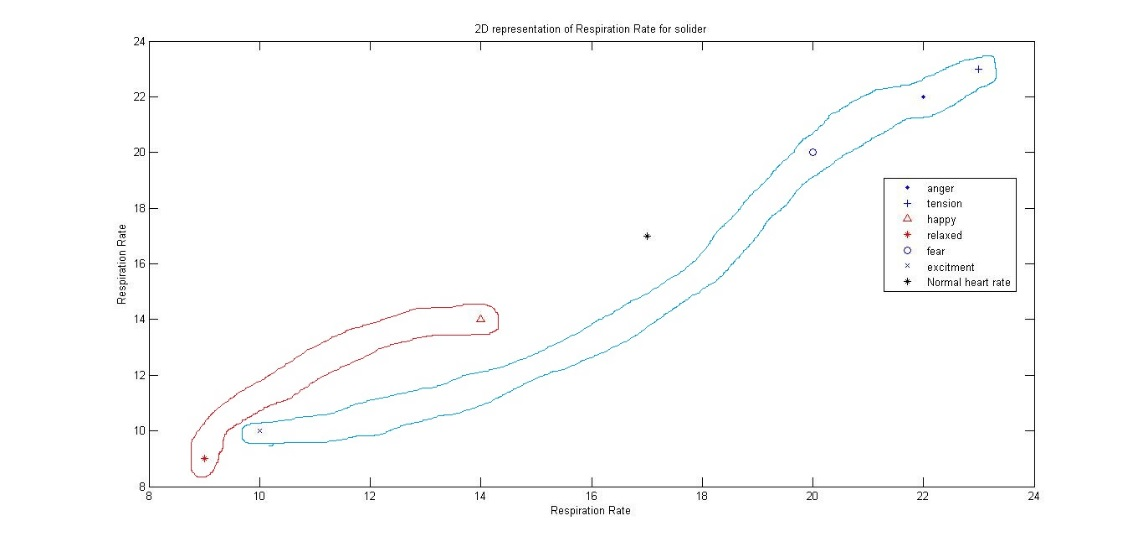 2D representation of Respiration Rate for solider
24
22
20
18
16
14
12
10
8
Respiration Rate
anger
tension
happy
relaxed
fear
excitment
Normal heart rate
8 10 12 14 16 18 20 22 24
Respiration Rate